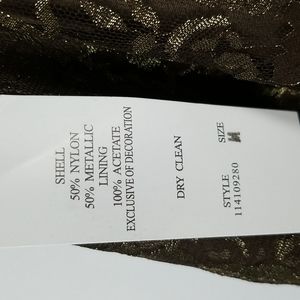 SHELL
50% NYLON
50% METALLIC
LINING
100% ACETATE
EXCLUSIVE OF DECORATION
DRY CLEAN
SIZE
STYLE
114109280